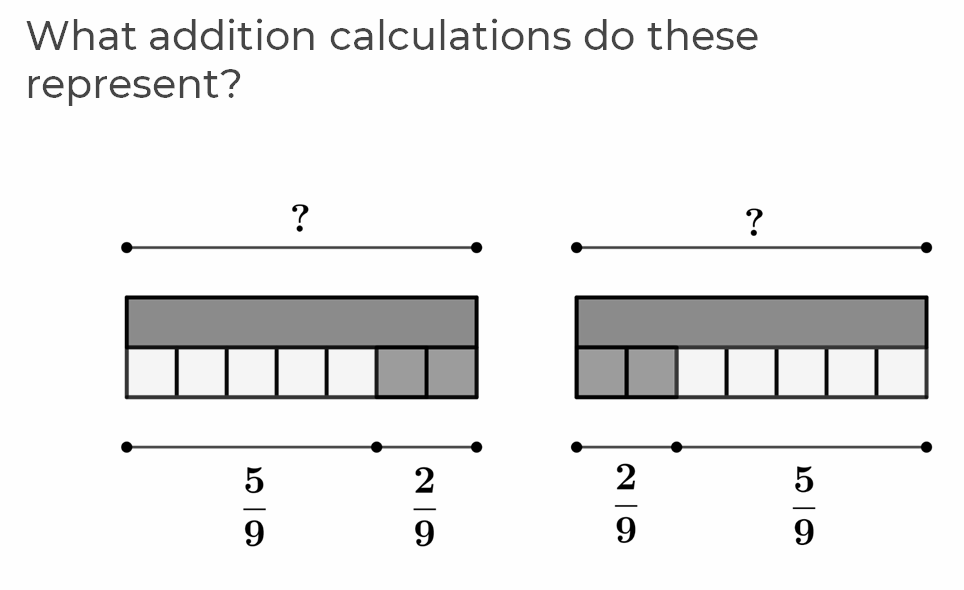 What addition calculations do these
represent?
? ?
5/9 2/9 2/9 5/9